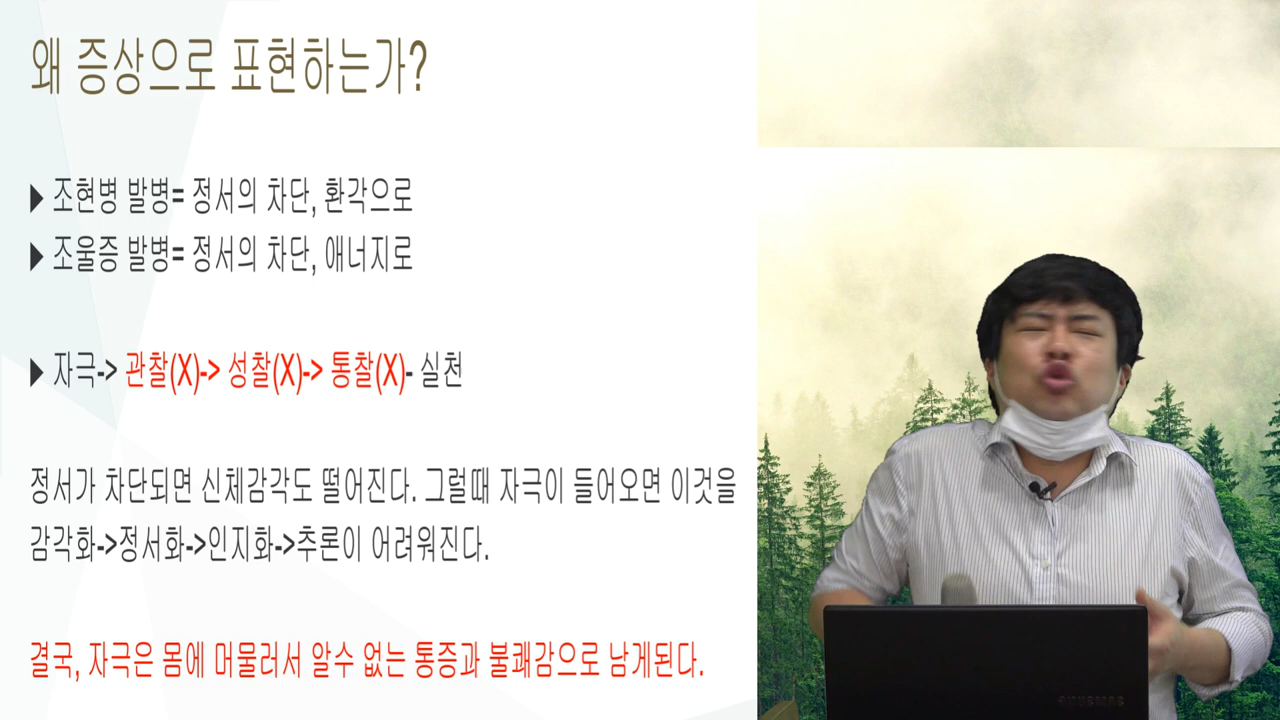 왜 증상으로 표현하는가?
조현병 발병= 정서의 차단, 환각으로
조울증 발병= 정서의 차단, 애너지로
자극-> 관찰(X)-> 성찰(X)-> 통찰(X)- 실천
정서가 차단되면 신체감각도 떨어진다. 그럴때 자극이 들어오면 이것을
감각화->정서화->인지화->추론이 어려워진다.
결국, 자극은 몸에 머물러서 알수 없는 통증과 불쾌감으로 남게된다.
SAMSUNG